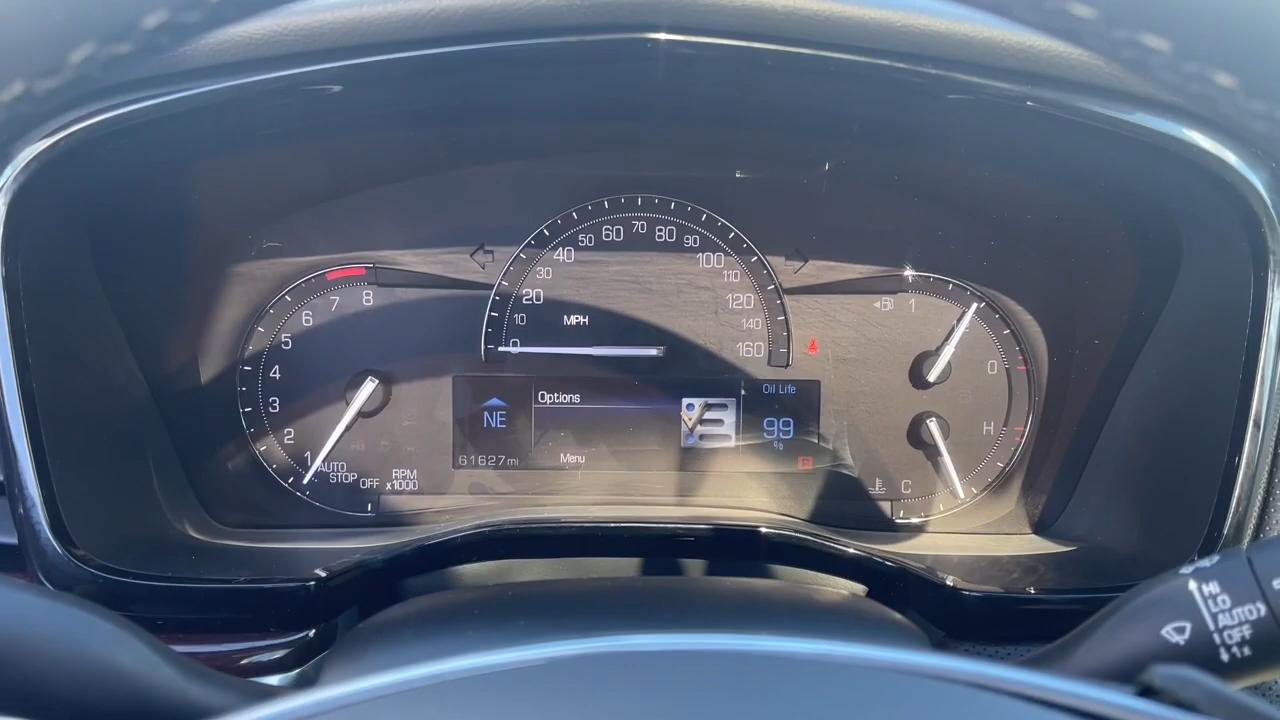 10
20
30
40
50
60
70
80
90
100
110
120
140
160
0
MPH
1
2
3
4
5
6
7
8
AUTO
STOP OFF
RPM
x1000
NE
61627 mi
Options
Menu
Oil Life
99
%
1
0
H
C
HI
LO
AUTO
OFF
1x